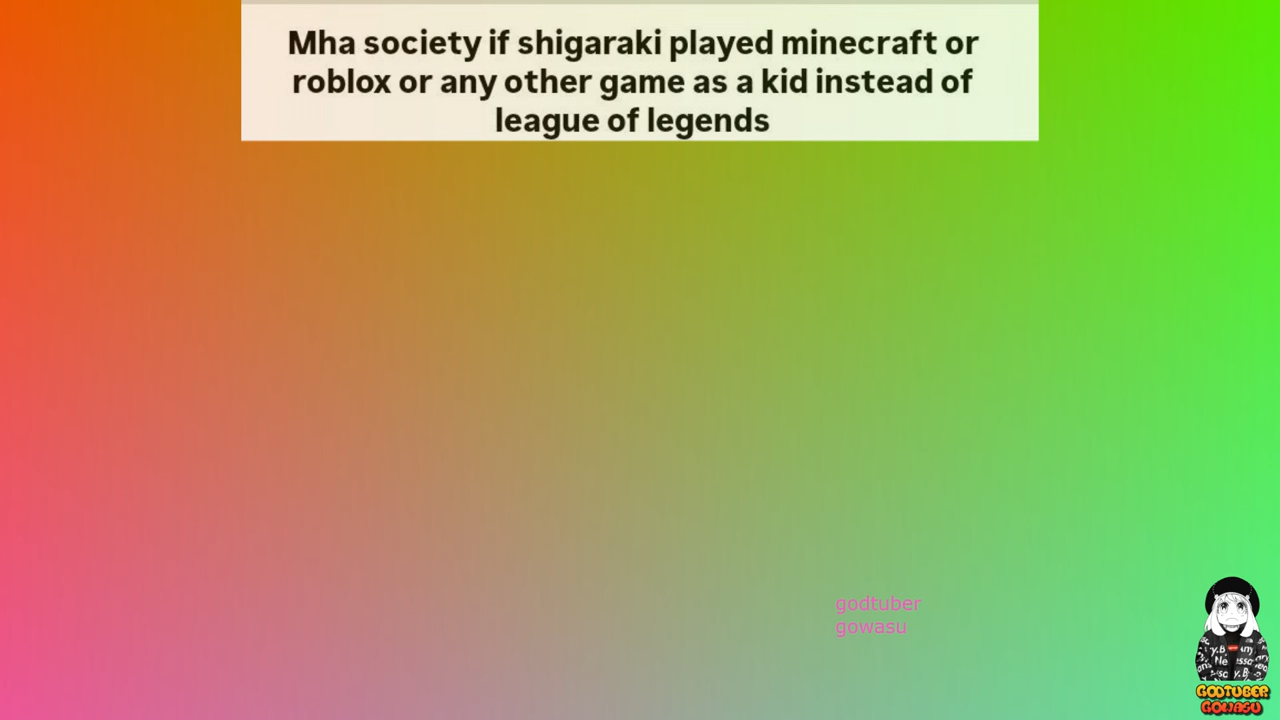 Mha society if shigaraki played minecraft or
roblox or any other game as a kid instead of
league of legends
godtuber
gowasu
GODTUBER
GOWASU